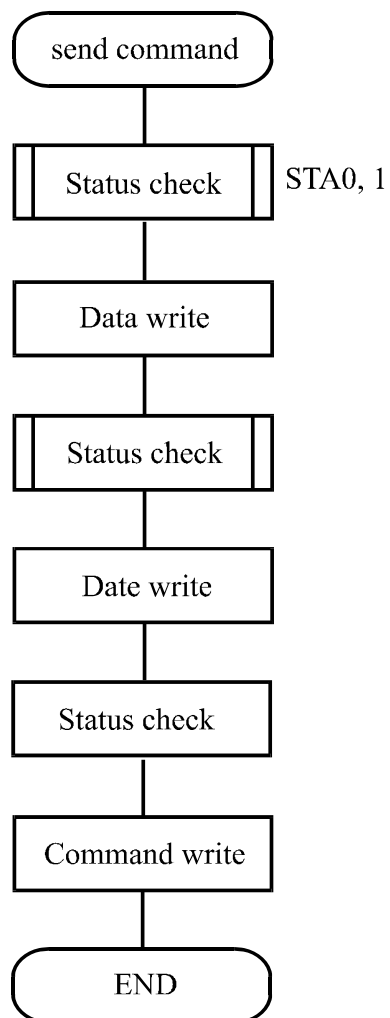 send command
Status check
STA0, 1
Data write
Status check
Date write
Status check
Command write
END